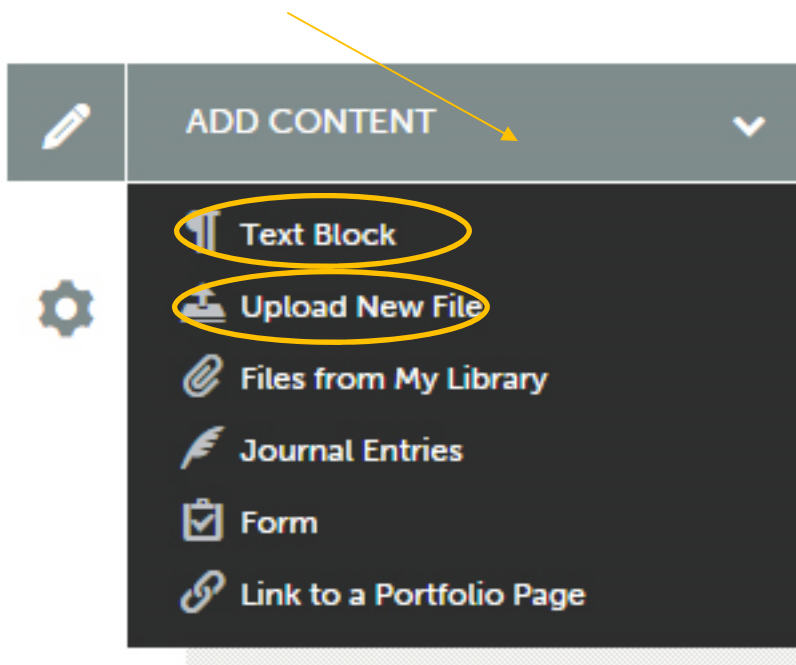 ADD CONTENT
Text Block
Upload New File
Files from My Library
Journal Entries
Form
Link to a Portfolio Page